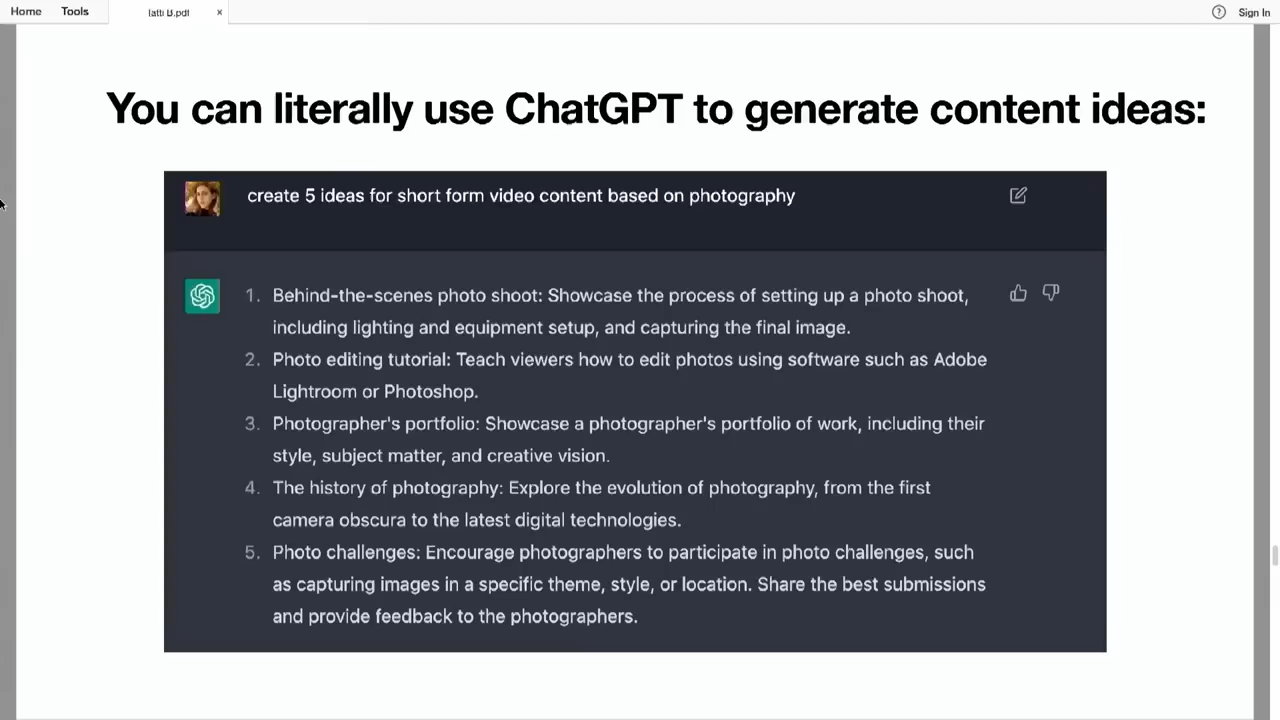 Home Tools Tatti B.pdf × ? Sign In
You can literally use ChatGPT to generate content ideas:
create 5 ideas for short form video content based on photography
1. Behind-the-scenes photo shoot: Showcase the process of setting up a photo shoot,
including lighting and equipment setup, and capturing the final image.
2. Photo editing tutorial: Teach viewers how to edit photos using software such as Adobe
Lightroom or Photoshop.
3. Photographer's portfolio: Showcase a photographer's portfolio of work, including their
style, subject matter, and creative vision.
4. The history of photography: Explore the evolution of photography, from the first
camera obscura to the latest digital technologies.
5. Photo challenges: Encourage photographers to participate in photo challenges, such
as capturing images in a specific theme, style, or location. Share the best submissions
and provide feedback to the photographers.